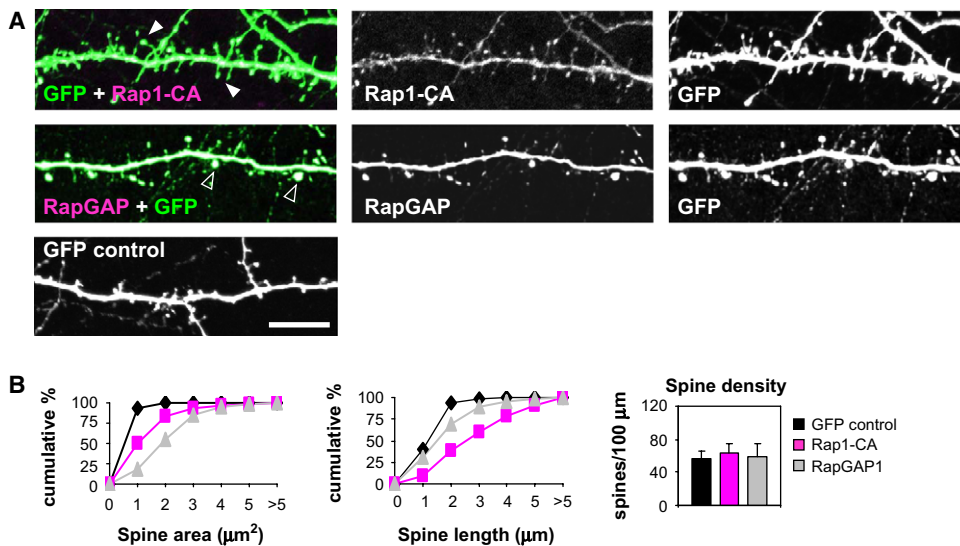 A
GFP + Rap1-CA
Rap1-CA
GFP
RapGAP + GFP
RapGAP
GFP
GFP control
B
cumulative %
100
75
50
25
0
0 1 2 3 4 5 >5
Spine area (μm²)
cumulative %
100
75
50
25
0
0 1 2 3 4 5 >5
Spine length (μm)
Spine density
spines/100 μm
120
80
40
0
GFP control
Rap1-CA
RapGAP1